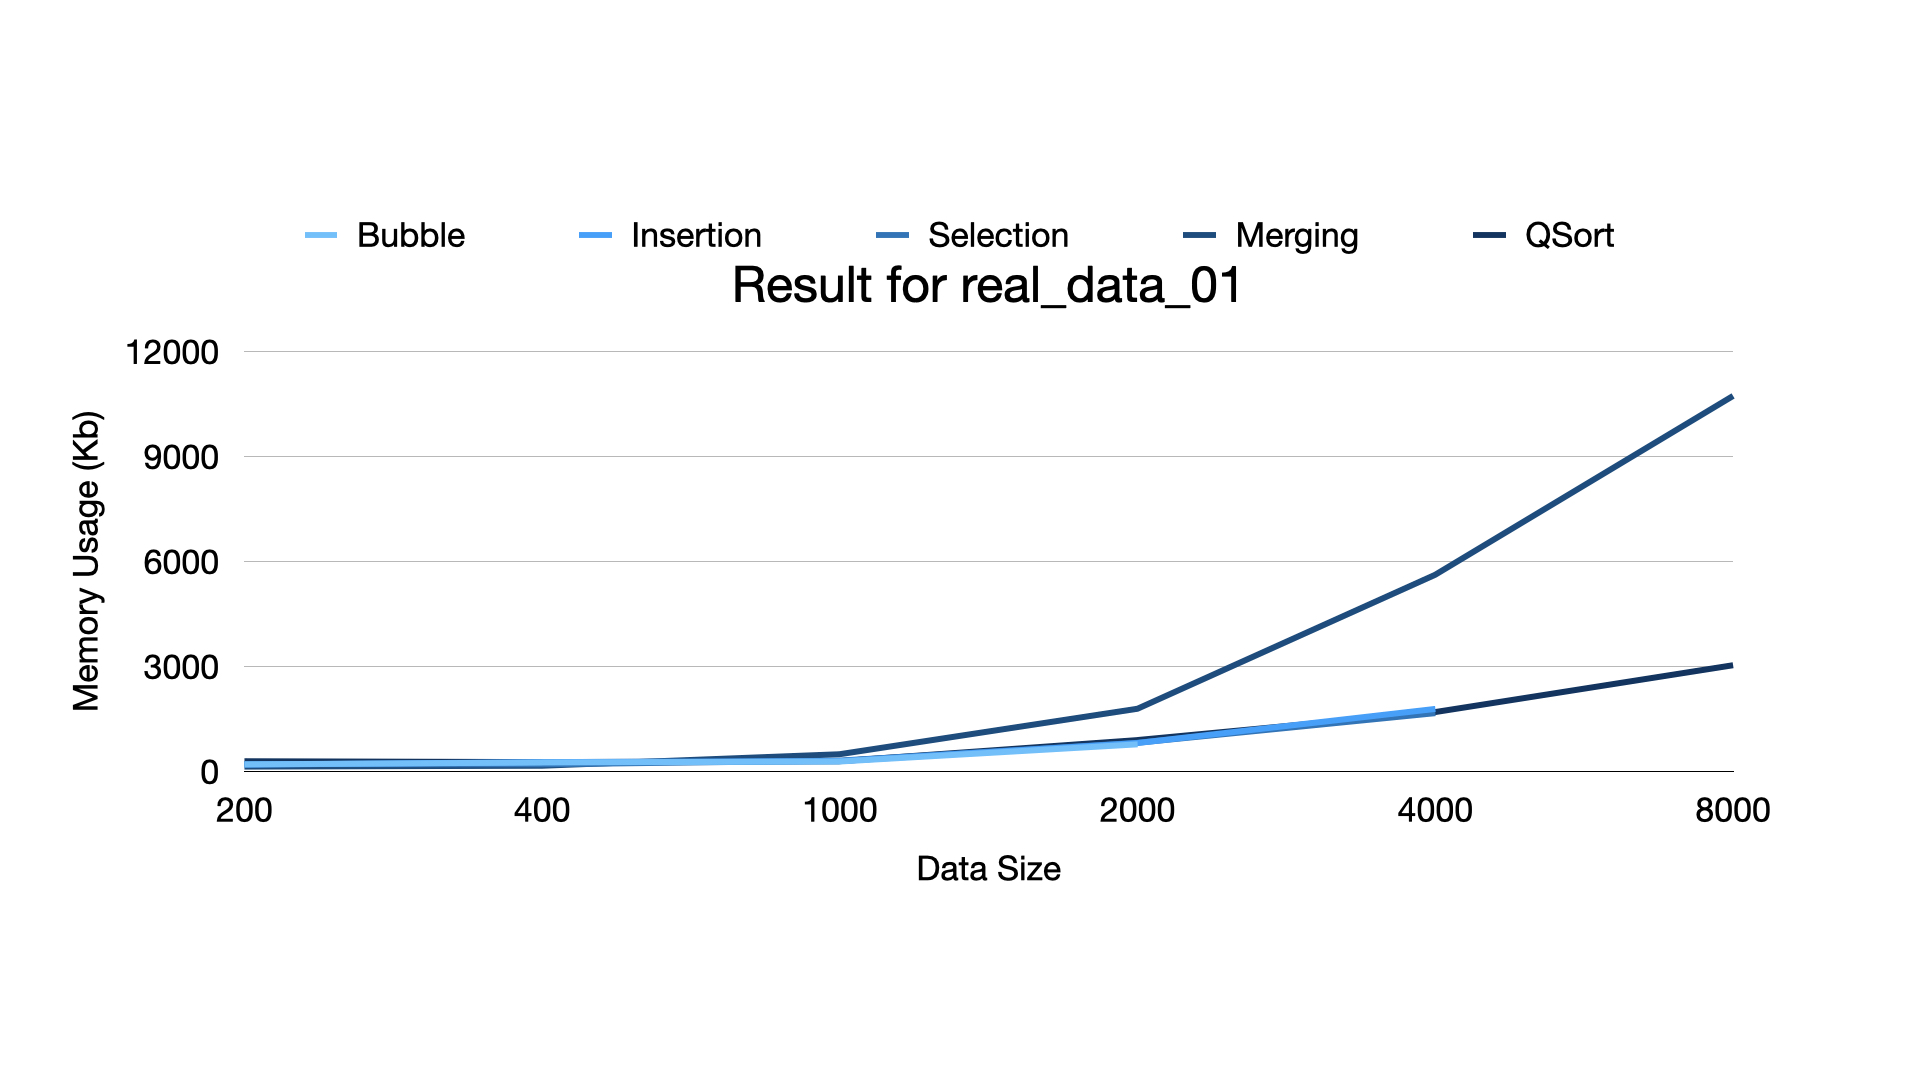 Bubble Insertion Selection Merging QSort
Result for real_data_01
Memory Usage (Kb)
12000
9000
6000
3000
0
200 400 1000 2000 4000 8000
Data Size